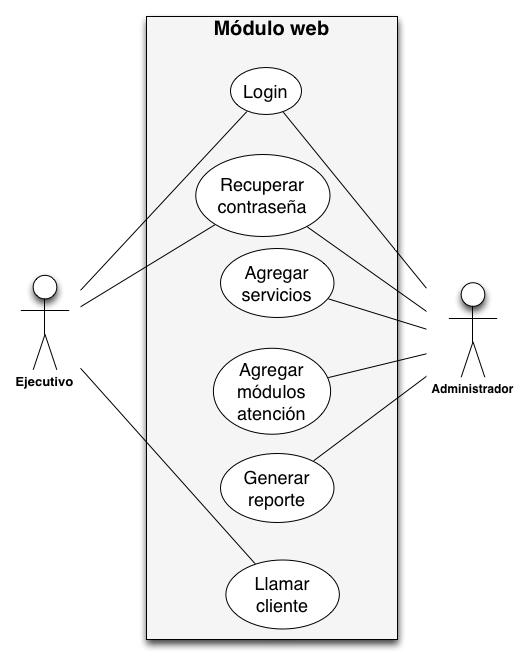 Módulo web
Login
Recuperar
contraseña
Agregar
servicios
Ejecutivo
Administrador
Agregar
módulos
atención
Generar
reporte
Llamar
cliente